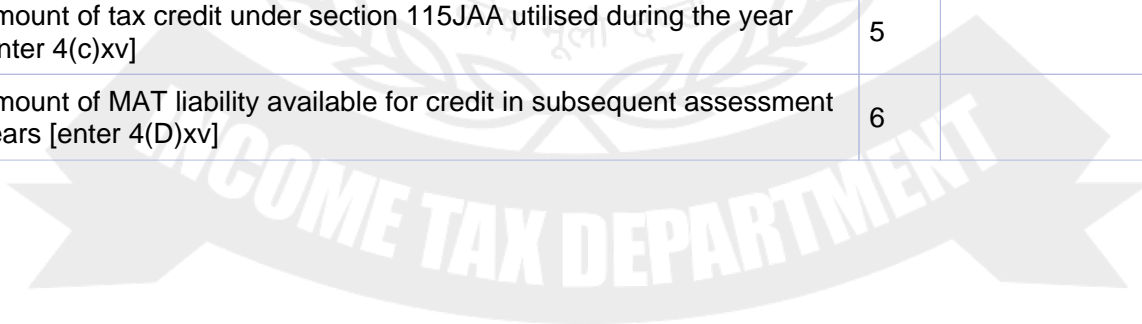 mount of tax credit under section 115JAA utilised during the year
nter 4(c)xv]
5
mount of MAT liability available for credit in subsequent assessment
ears [enter 4(D)xv]
6
INCOME TAX DEPARTMENT